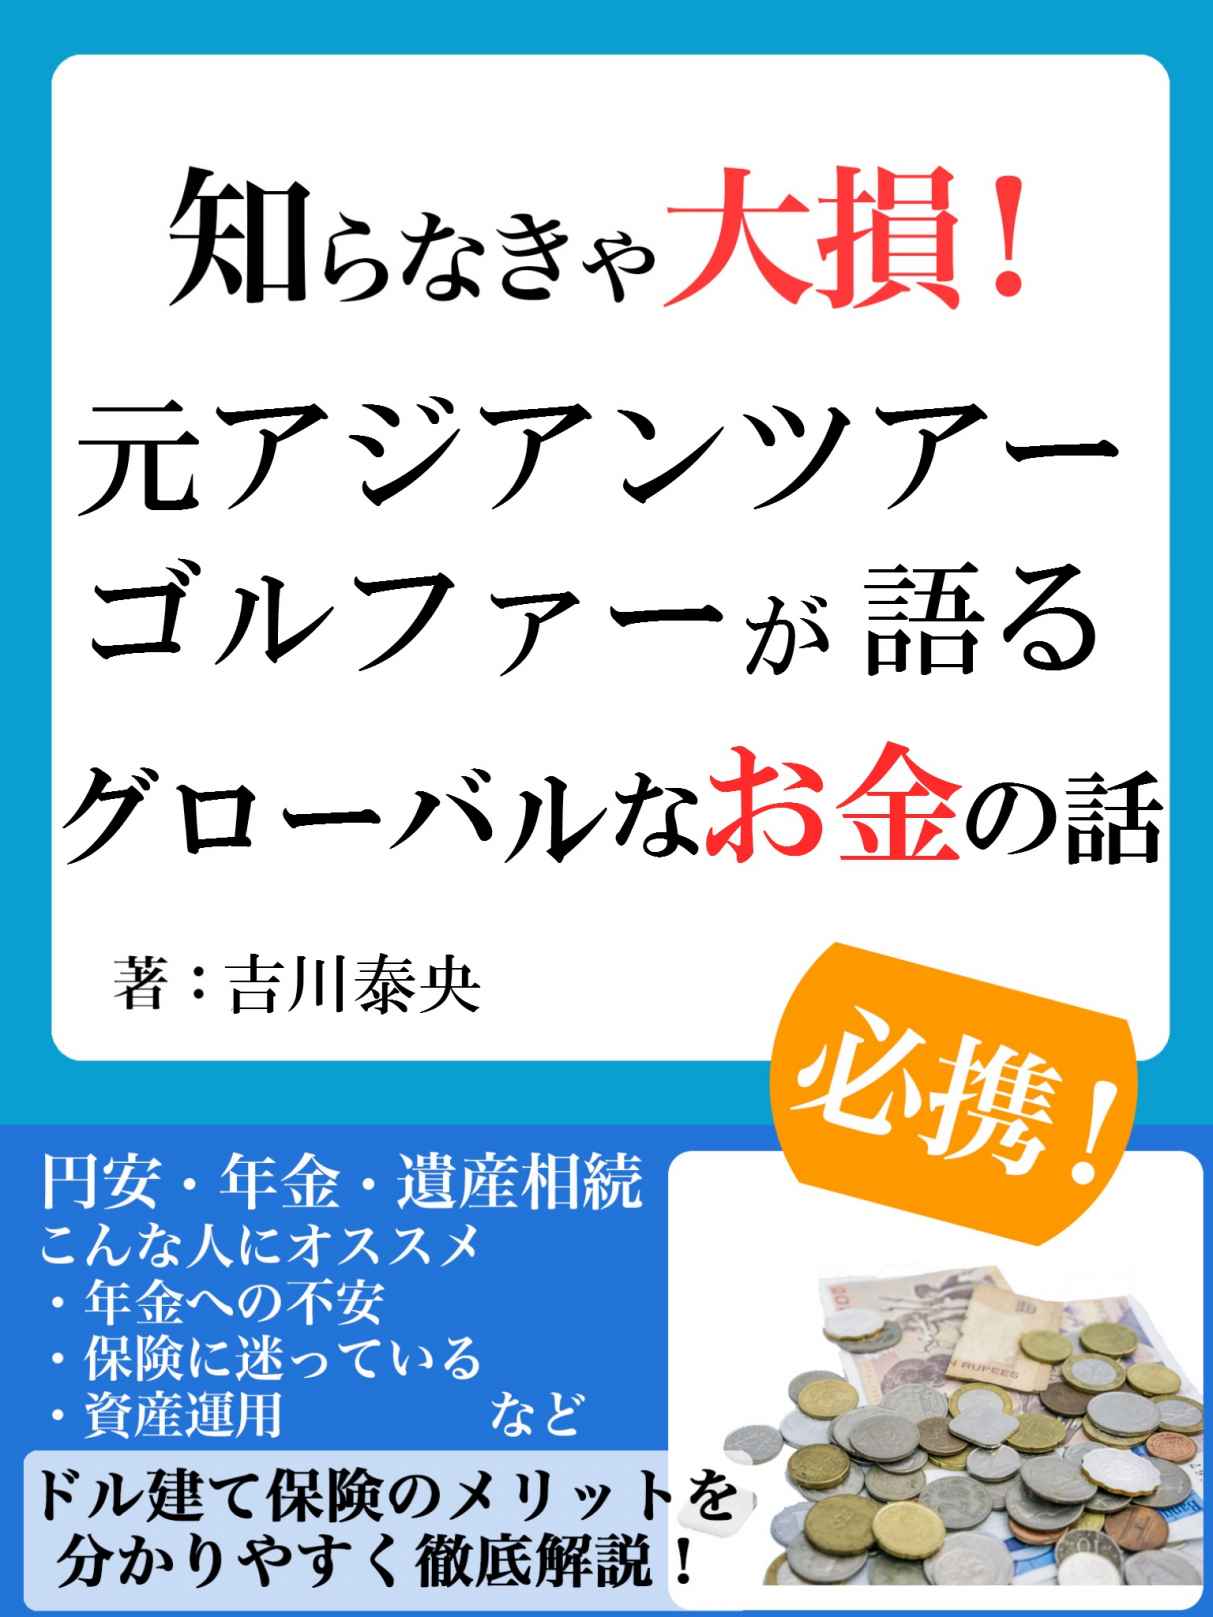 知らなきゃ大損!
元アジアンツアー
ゴルファーが 語る
グローバルなお金の話
著：吉川泰央
必携!
円安・年金・遺産相続
こんな人にオススメ
・年金への不安
・保険に迷っている
・資産運用 など
ドル建て保険のメリットを
分かりやすく徹底解説！
RUPEES